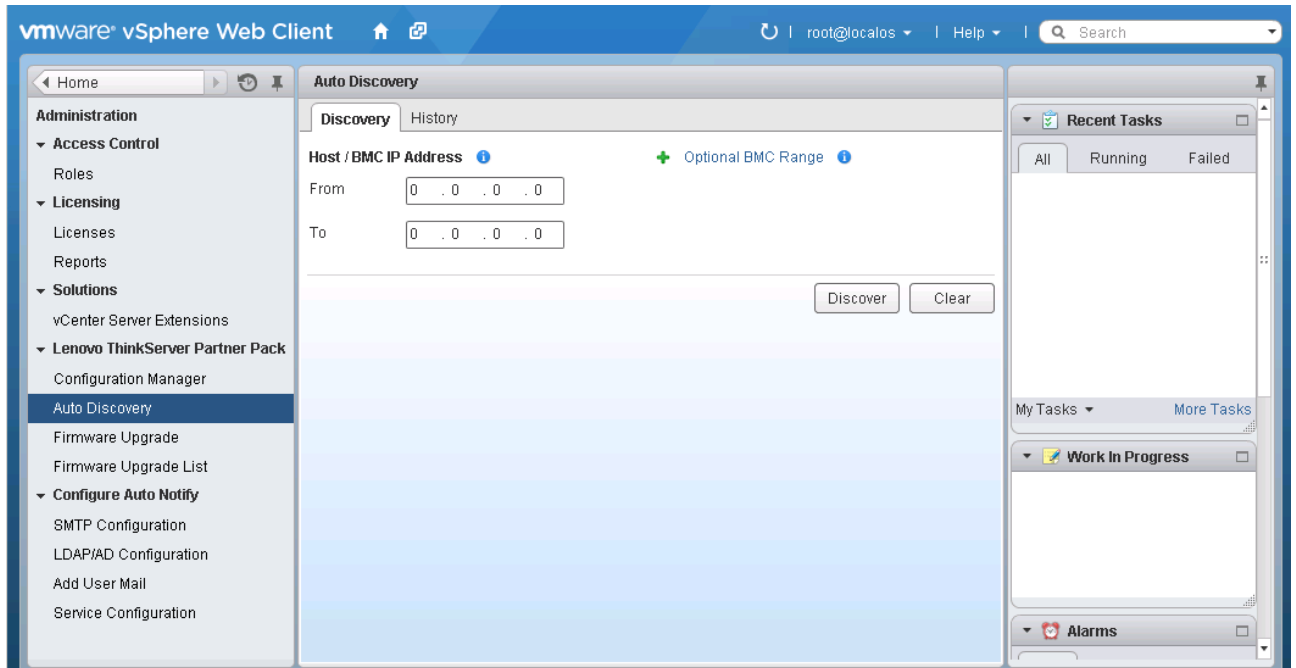 vmware® vSphere Web Client
root@localos
Help
Search
Home
Administration
Access Control
Roles
Licensing
Licenses
Reports
Solutions
vCenter Server Extensions
Lenovo ThinkServer Partner Pack
Configuration Manager
Auto Discovery
Firmware Upgrade
Firmware Upgrade List
Configure Auto Notify
SMTP Configuration
LDAP/AD Configuration
Add User Mail
Service Configuration
Auto Discovery
Discovery History
Host / BMC IP Address
Optional BMC Range
From 0 . 0 . 0 . 0
To 0 . 0 . 0 . 0
Discover Clear
Recent Tasks
All Running Failed
My Tasks More Tasks
Work In Progress
Alarms